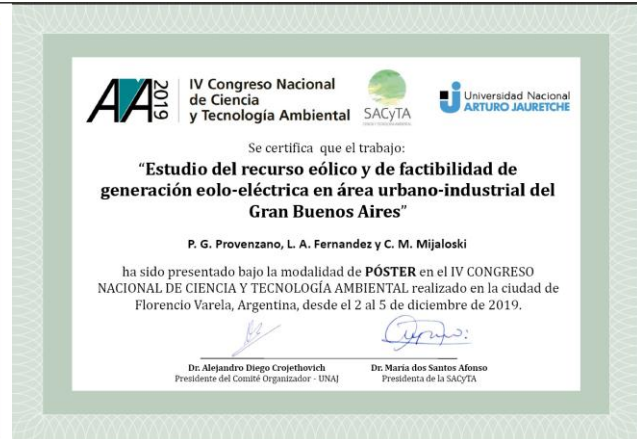 AA 2019
IV Congreso Nacional
de Ciencia
y Tecnología Ambiental
SACyTA
Universidad Nacional
ARTURO JAURETCHE
Se certifica que el trabajo:
“Estudio del recurso eólico y de factibilidad de
generación eolo-eléctrica en área urbano-industrial del
Gran Buenos Aires”
P. G. Provenzano, L. A. Fernandez y C. M. Mijaloski
ha sido presentado bajo la modalidad de PÓSTER en el IV CONGRESO
NACIONAL DE CIENCIA Y TECNOLOGÍA AMBIENTAL realizado en la ciudad de
Florencio Varela, Argentina, desde el 2 al 5 de diciembre de 2019.
Dr. Alejandro Diego Crojethovich
Presidente del Comité Organizador - UNAJ
Dr. María dos Santos Afonso
Presidenta de la SACyTA